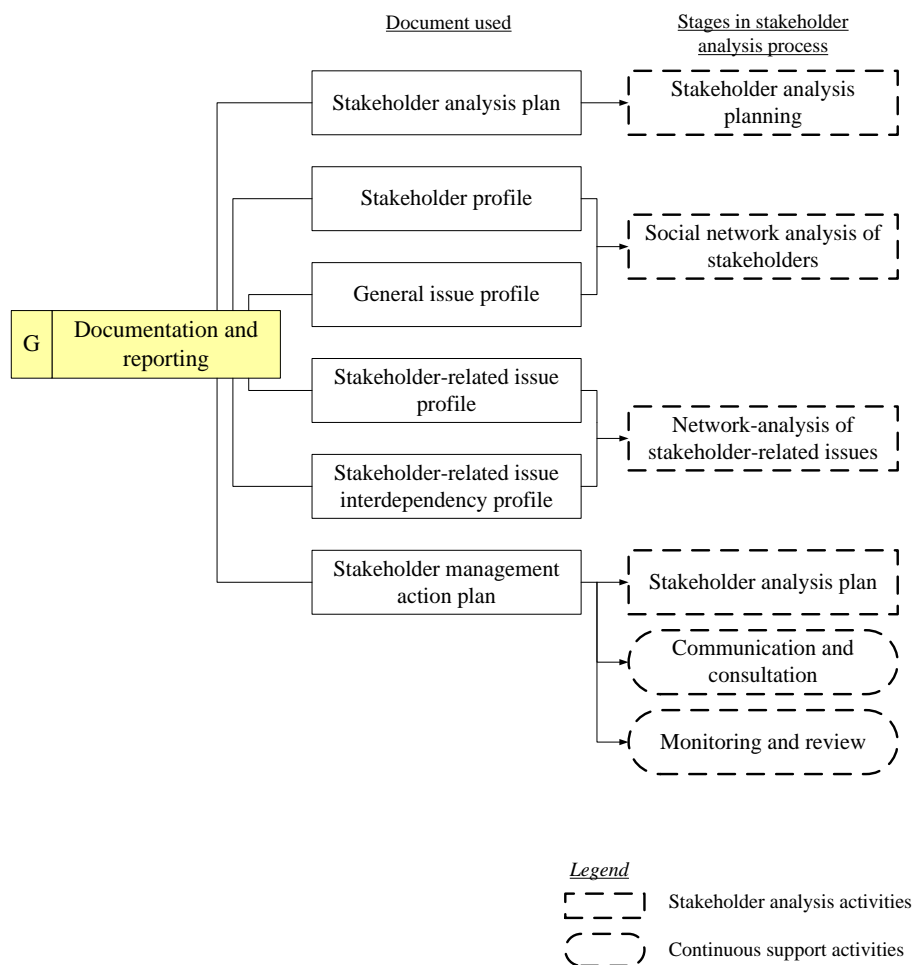 Document used
Stages in stakeholder
analysis process
Stakeholder analysis plan
Stakeholder analysis
planning
Stakeholder profile
Social network analysis of
stakeholders
General issue profile
G
Documentation and
reporting
Stakeholder-related issue
profile
Network-analysis of
stakeholder-related issues
Stakeholder-related issue
interdependency profile
Stakeholder management
action plan
Stakeholder analysis plan
Communication and
consultation
Monitoring and review
Legend
Stakeholder analysis activities
Continuous support activities